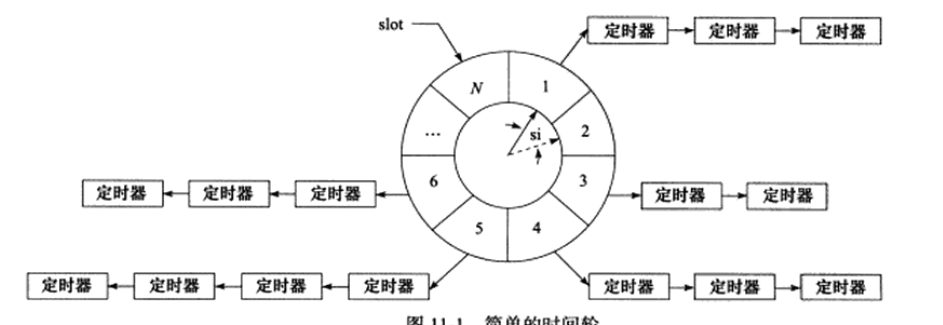 slot
定时器 定时器 定时器
N 1
... si 2
定时器 定时器 定时器 6 3 定时器 定时器
5 4
定时器 定时器 定时器 定时器 定时器 定时器 定时器
图 11-1 简单的时间轮